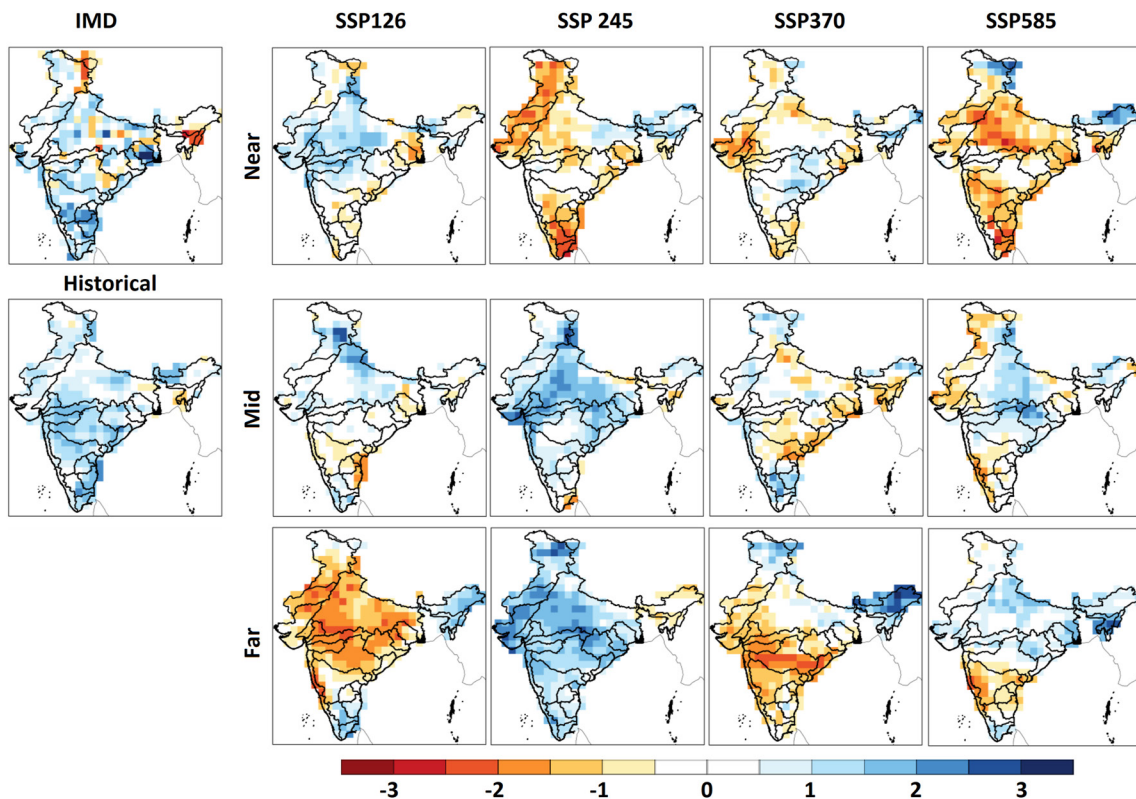 IMD SSP126 SSP 245 SSP370 SSP585
Near
Historical
Mid
Far
-3 -2 -1 0 1 2 3